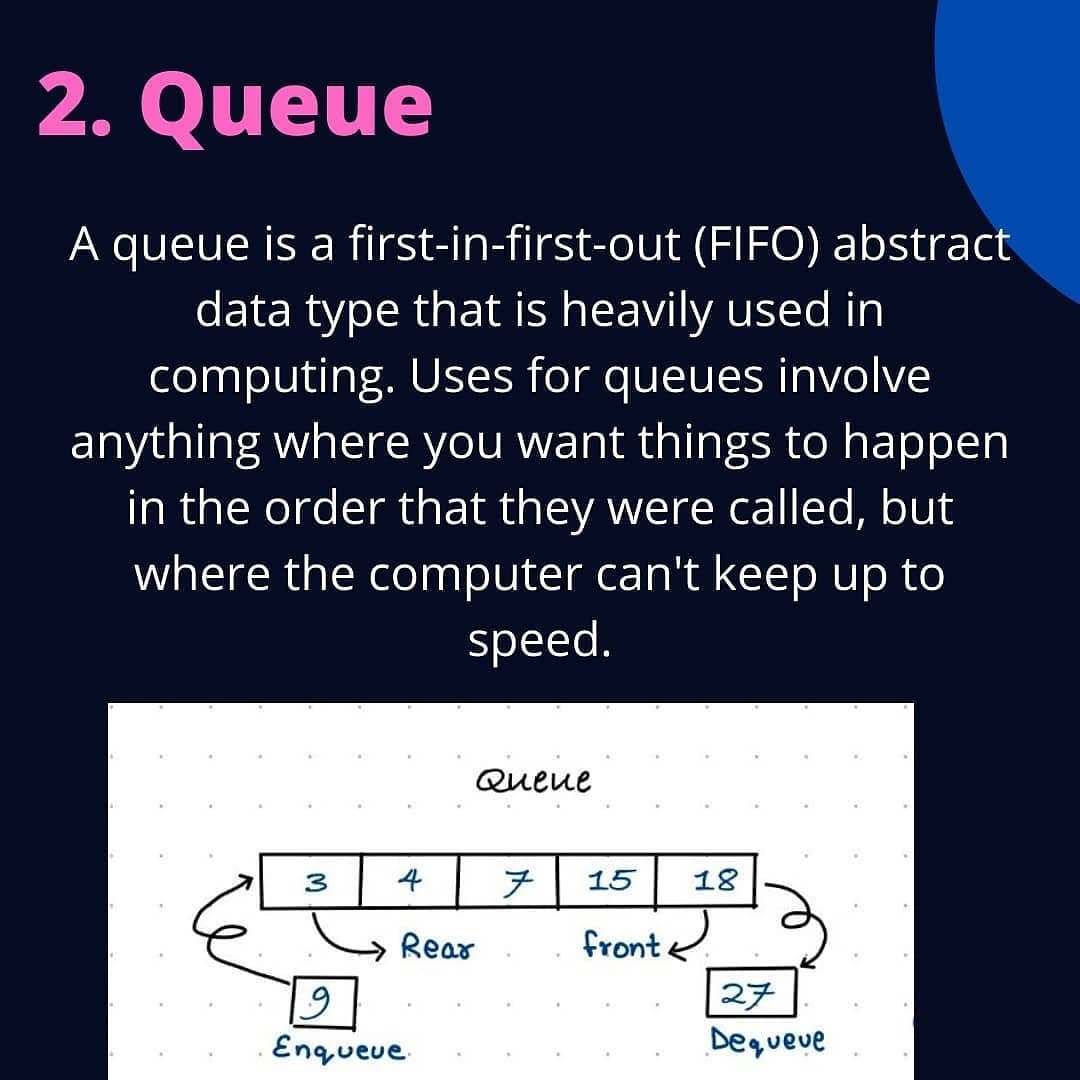 2. Queue
A queue is a first-in-first-out (FIFO) abstract
data type that is heavily used in
computing. Uses for queues involve
anything where you want things to happen
in the order that they were called, but
where the computer can't keep up to
speed.
Queue
3 4 7 15 18
Rear front
9 27
Enqueue Dequeue